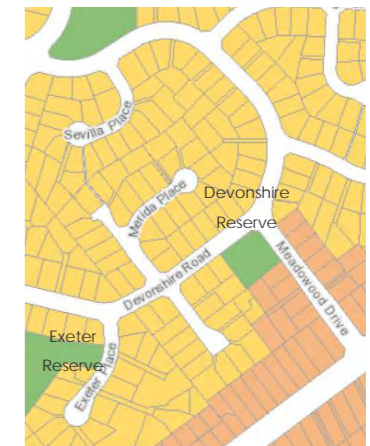 Sevilla Place
Merida Place
Devonshire
Reserve
Devonshire Road
Meadowood Drive
Exeter
Reserve
Exeter Place